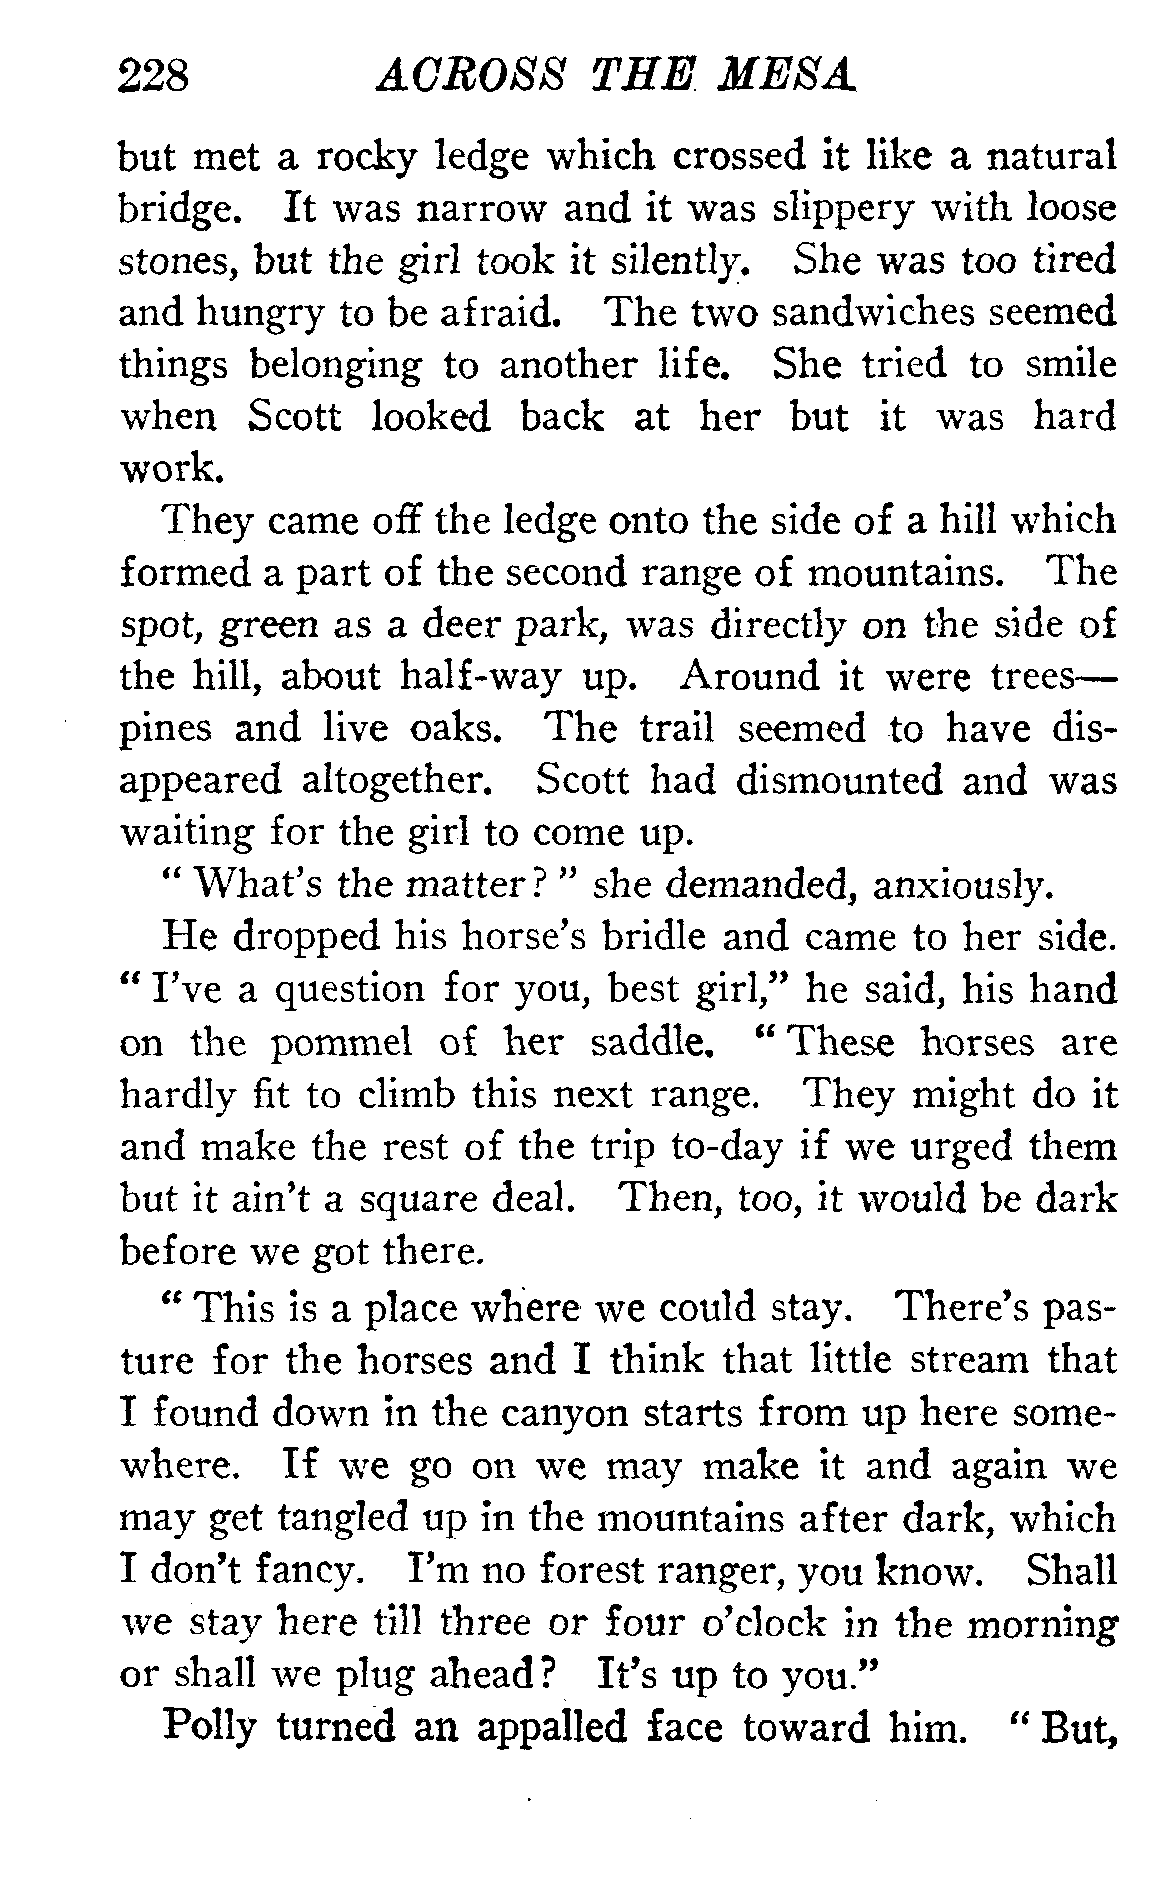 228 ACROSS THE MESA
but met a rocky ledge which crossed it like a natural
bridge. It was narrow and it was slippery with loose
stones, but the girl took it silently. She was too tired
and hungry to be afraid. The two sandwiches seemed
things belonging to another life. She tried to smile
when Scott looked back at her but it was hard
work.
They came off the ledge onto the side of a hill which
formed a part of the second range of mountains. The
spot, green as a deer park, was directly on the side of
the hill, about half-way up. Around it were trees—
pines and live oaks. The trail seemed to have dis-
appeared altogether. Scott had dismounted and was
waiting for the girl to come up.
“ What’s the matter? ” she demanded, anxiously.
He dropped his horse’s bridle and came to her side.
“ I’ve a question for you, best girl,” he said, his hand
on the pommel of her saddle. “ These horses are
hardly fit to climb this next range. They might do it
and make the rest of the trip to-day if we urged them
but it ain’t a square deal. Then, too, it would be dark
before we got there.
“ This is a place where we could stay. There’s pas-
ture for the horses and I think that little stream that
I found down in the canyon starts from up here some-
where. If we go on we may make it and again we
may get tangled up in the mountains after dark, which
I don’t fancy. I’m no forest ranger, you know. Shall
we stay here till three or four o’clock in the morning
or shall we plug ahead? It’s up to you.”
Polly turned an appalled face toward him. “ But,